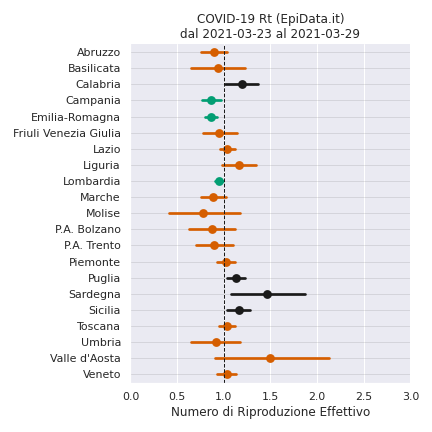 COVID-19 Rt (EpiData.it)
dal 2021-03-23 al 2021-03-29
Abruzzo
Basilicata
Calabria
Campania
Emilia-Romagna
Friuli Venezia Giulia
Lazio
Liguria
Lombardia
Marche
Molise
P.A. Bolzano
P.A. Trento
Piemonte
Puglia
Sardegna
Sicilia
Toscana
Umbria
Valle d'Aosta
Veneto
0.0 0.5 1.0 1.5 2.0 2.5 3.0
Numero di Riproduzione Effettivo